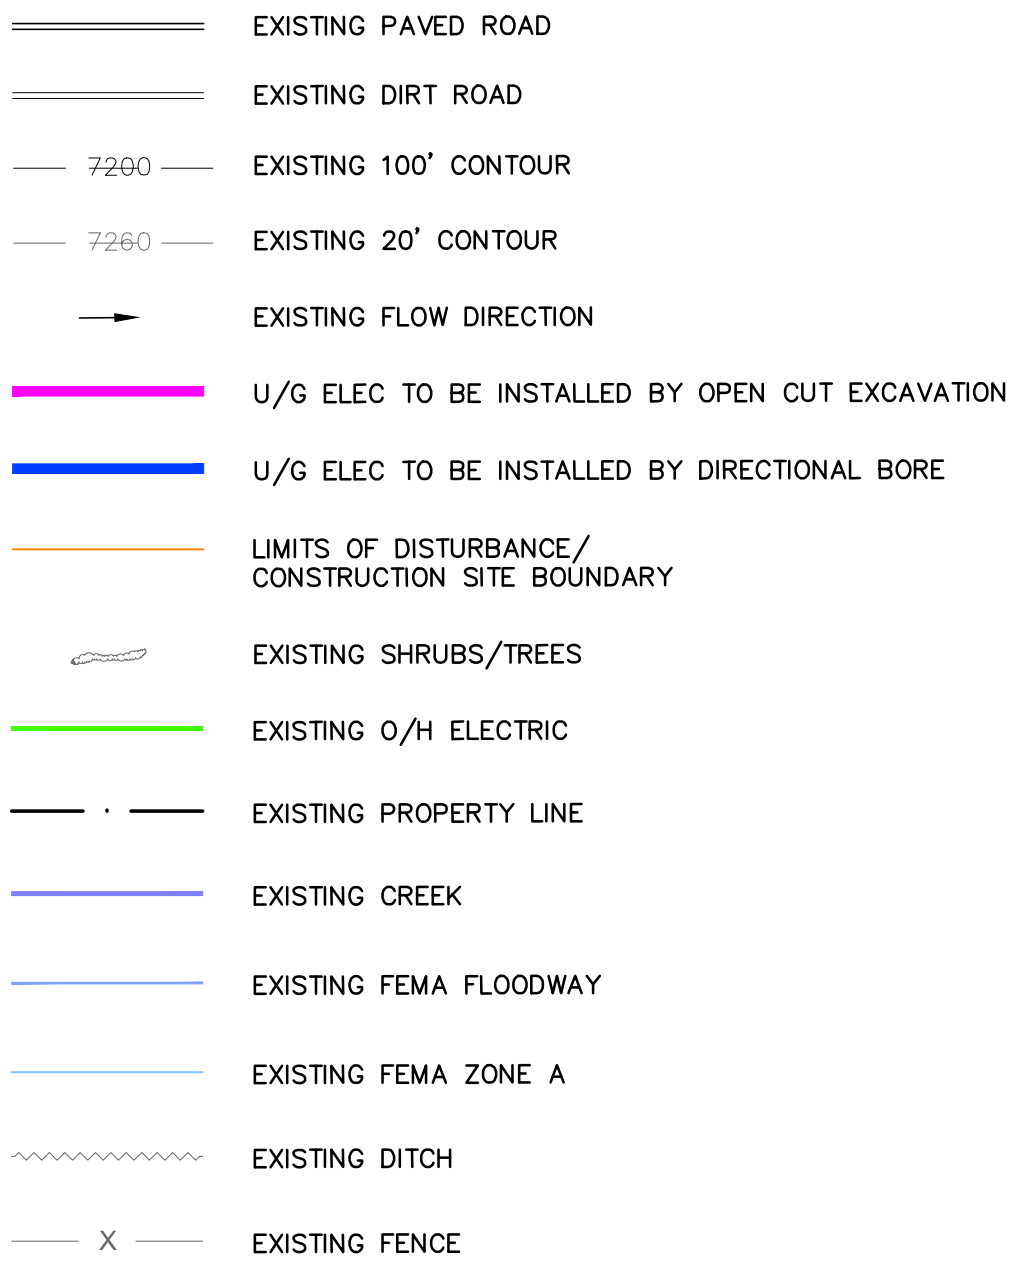 EXISTING PAVED ROAD
EXISTING DIRT ROAD
7200 EXISTING 100' CONTOUR
7260 EXISTING 20' CONTOUR
EXISTING FLOW DIRECTION
U/G ELEC TO BE INSTALLED BY OPEN CUT EXCAVATION
U/G ELEC TO BE INSTALLED BY DIRECTIONAL BORE
LIMITS OF DISTURBANCE/
CONSTRUCTION SITE BOUNDARY
EXISTING SHRUBS/TREES
EXISTING O/H ELECTRIC
EXISTING PROPERTY LINE
EXISTING CREEK
EXISTING FEMA FLOODWAY
EXISTING FEMA ZONE A
EXISTING DITCH
X EXISTING FENCE